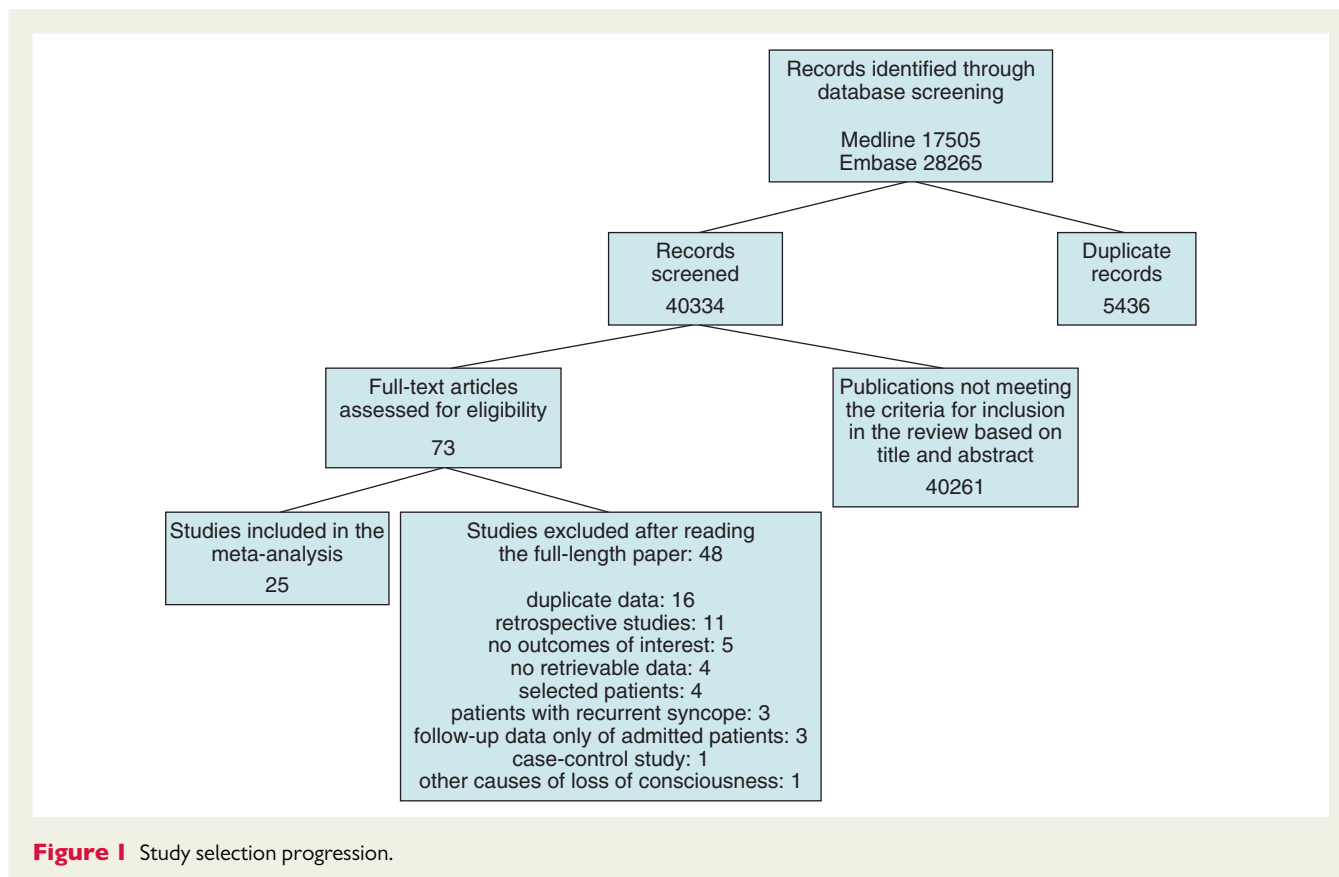 Records identified through
database screening
Medline 17505
Embase 28265
Records
screened
40334
Duplicate
records
5436
Full-text articles
assessed for eligibility
73
Publications not meeting
the criteria for inclusion
in the review based on
title and abstract
40261
Studies included in the
meta-analysis
25
Studies excluded after reading
the full-length paper: 48
duplicate data: 16
retrospective studies: 11
no outcomes of interest: 5
no retrievable data: 4
selected patients: 4
patients with recurrent syncope: 3
follow-up data only of admitted patients: 3
case-control study: 1
other causes of loss of consciousness: 1
Figure 1 Study selection progression.